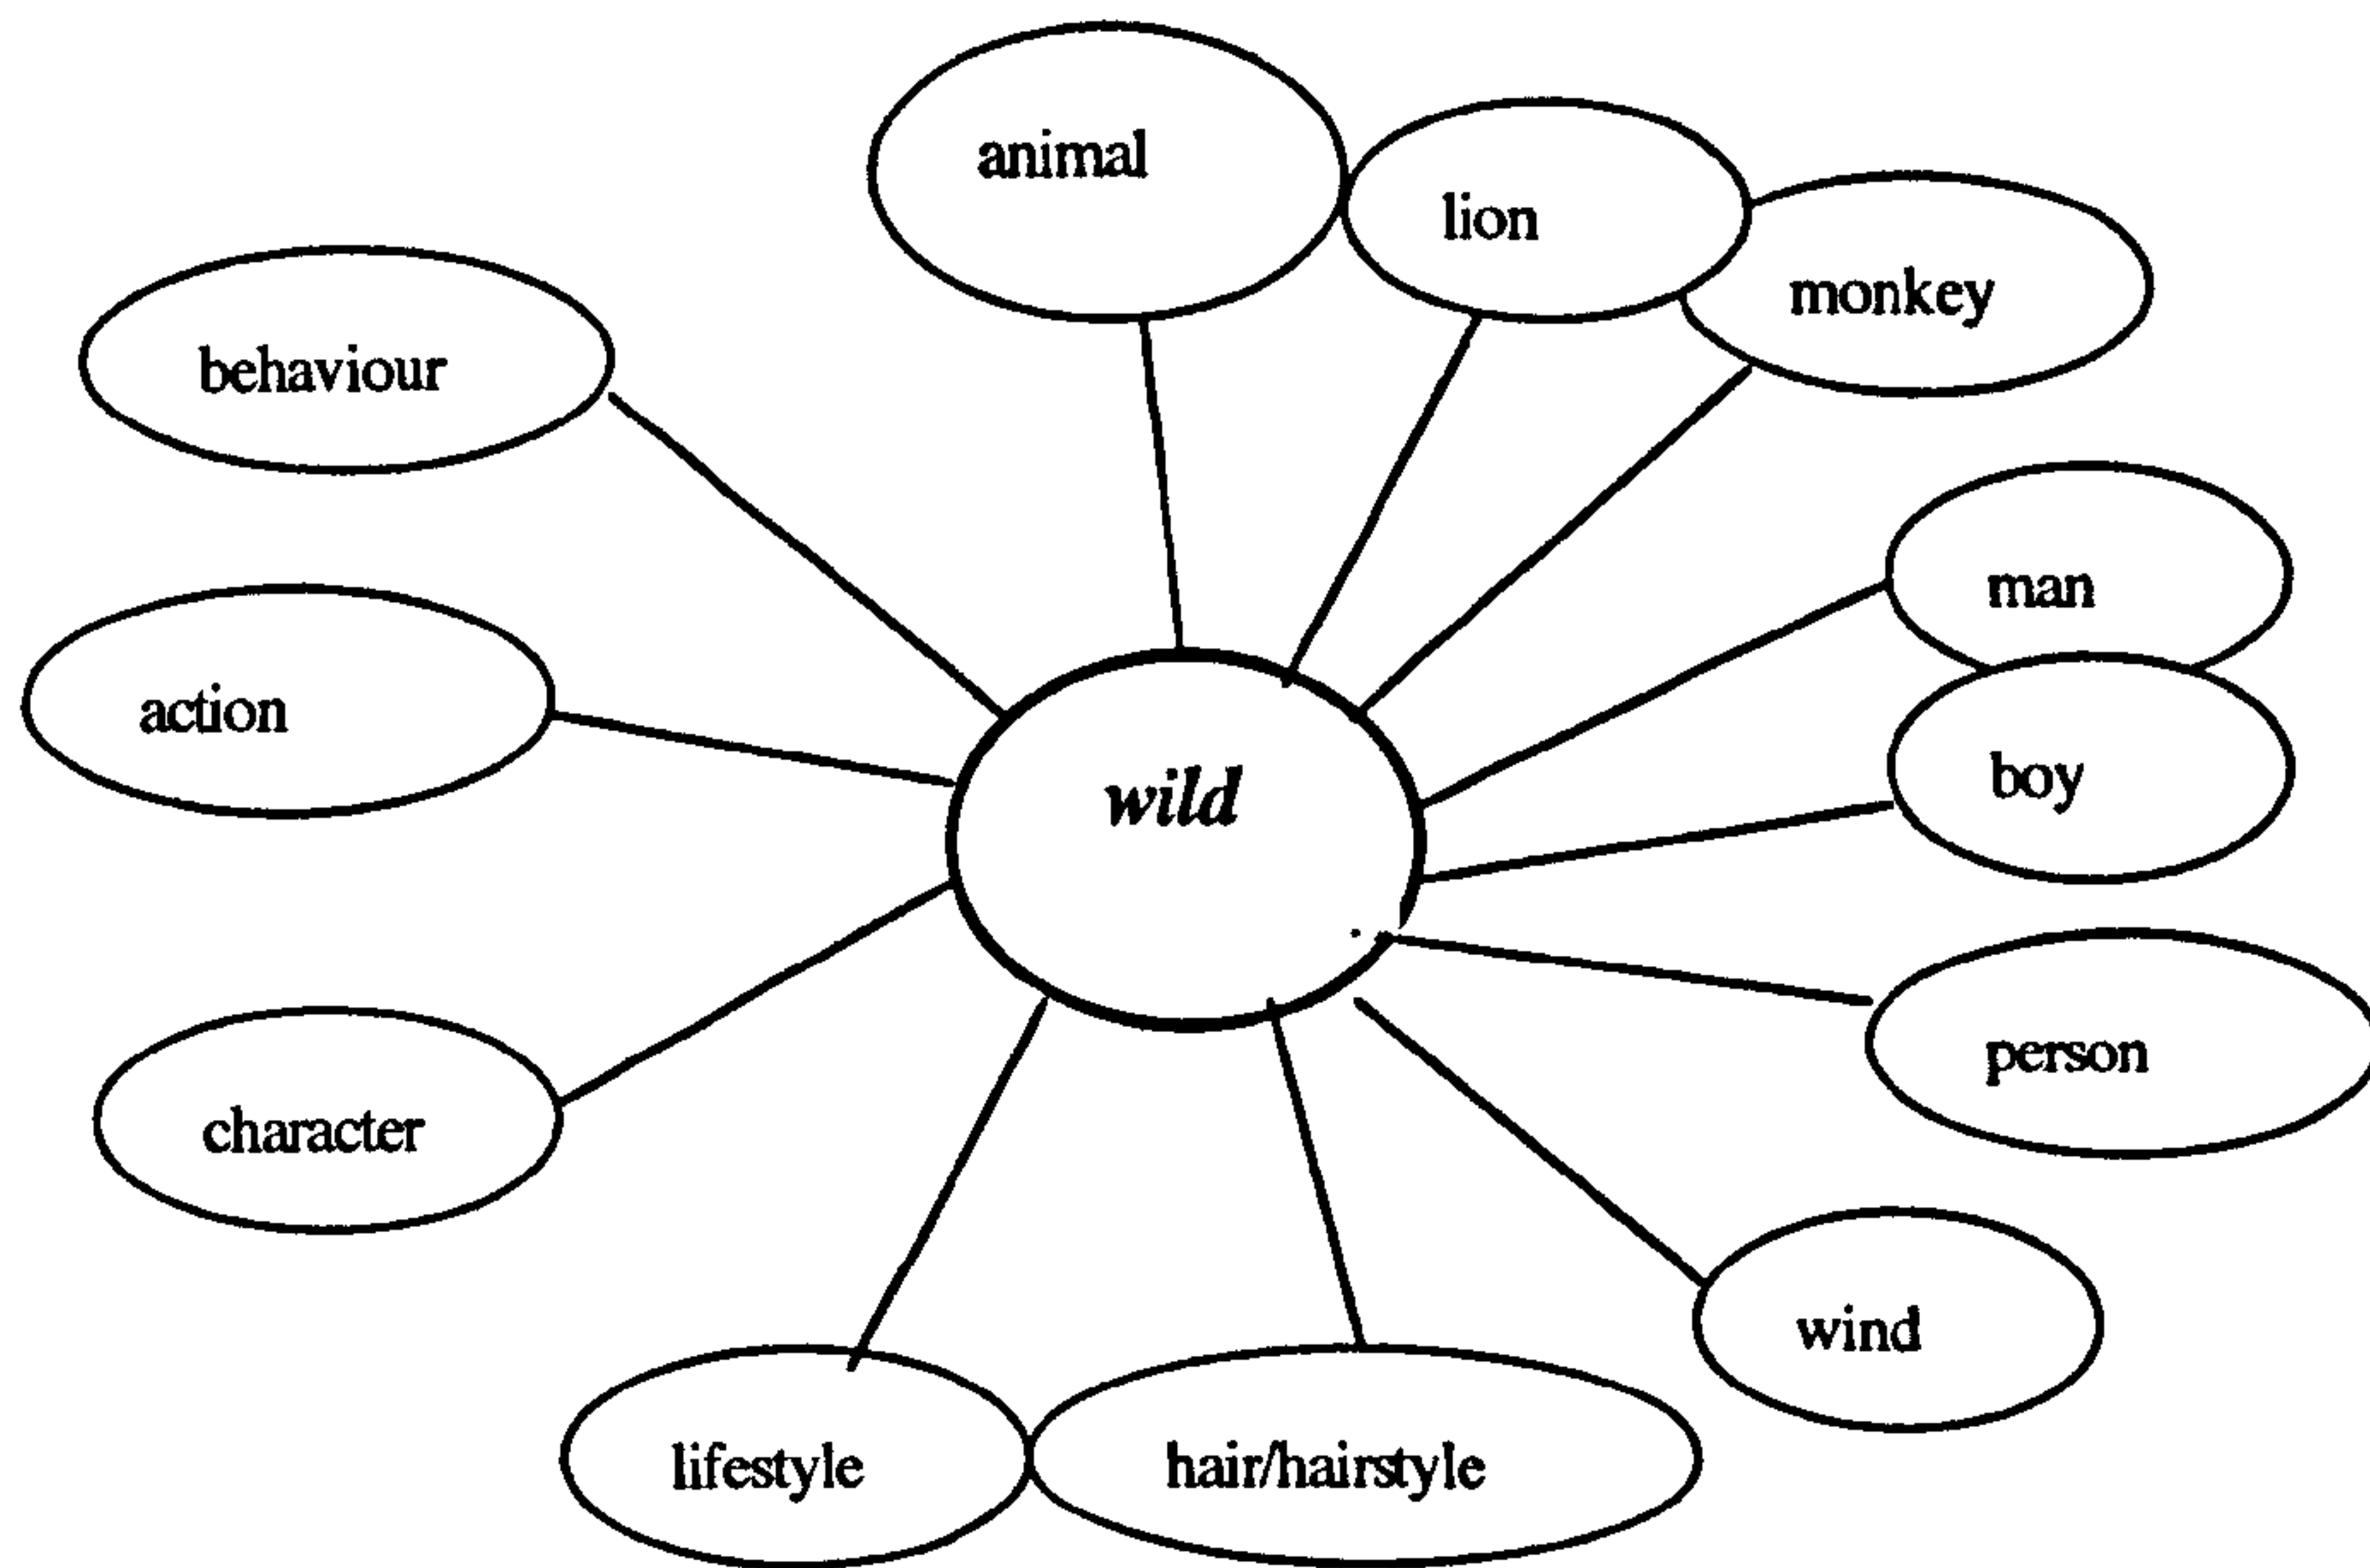 animal
lion
monkey
behaviour
man
action
boy
wild
person
character
wind
lifestyle
hair/hairstyle